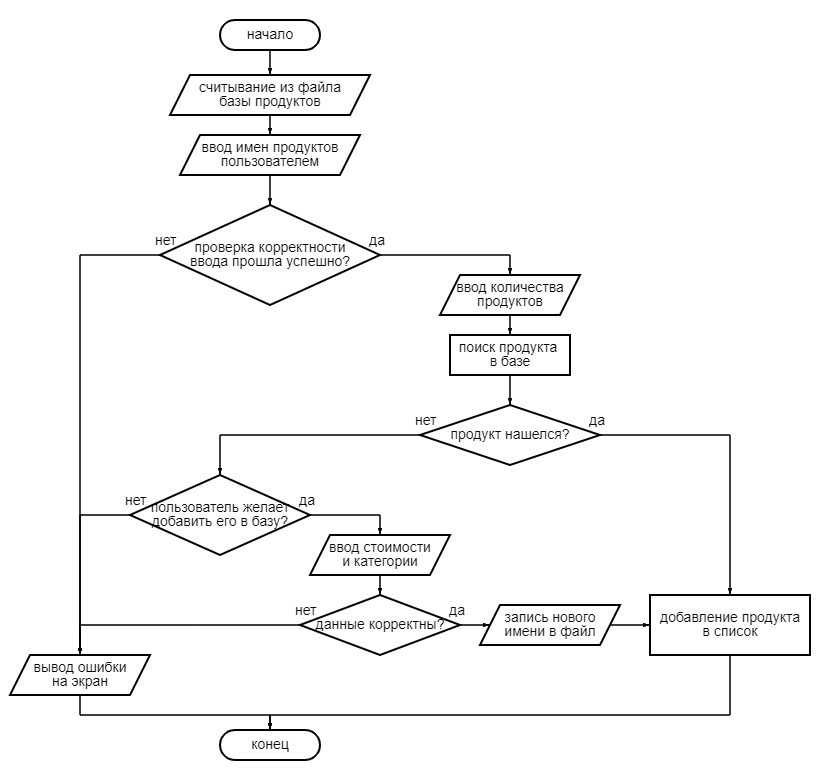 начало
считывание из файла
базы продуктов
ввод имен продуктов
пользователем
нет
да
проверка корректности
ввода прошла успешно?
ввод количества
продуктов
поиск продукта
в базе
нет
да
продукт нашелся?
нет
да
пользователь желает
добавить его в базу?
ввод стоимости
и категории
нет
да
данные корректны?
запись нового
имени в файл
добавление продукта
в список
вывод ошибки
на экран
конец